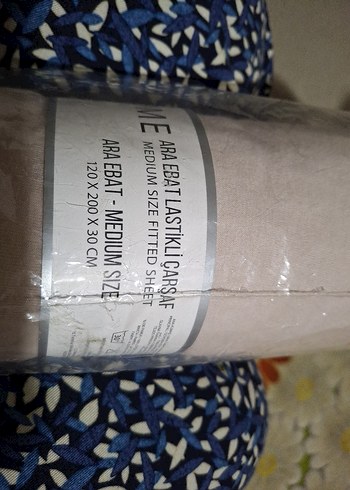 ME
ARA EBAT LASTİKLİ ÇARŞAF
MEDIUM SIZE FITTED SHEET
ARA EBAT - MEDIUM SIZE
120 X 200 X 30 CM